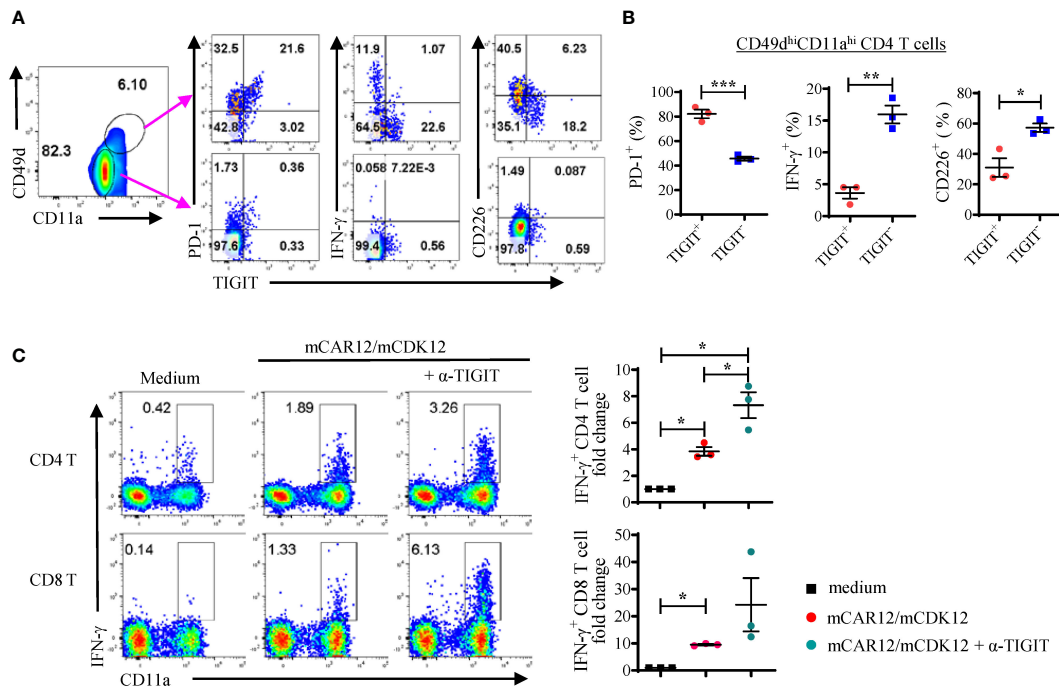 A
6.10
82.3
CD49d
CD11a
32.5 21.6
42.8 3.02
11.9 1.07
64.5 22.6
40.5 6.23
35.1 18.2
1.73 0.36
97.6 0.33
0.058 7.22E-3
99.4 0.56
1.49 0.087
97.8 0.59
PD-1
IFN-γ
CD226
TIGIT
B
CD49dʰⁱCD11aʰⁱ CD4 T cells
***
PD-1⁺ (%)
100
80
60
40
20
0
TIGIT⁺
TIGIT⁻
**
IFN-γ⁺ (%)
20
15
10
5
0
TIGIT⁺
TIGIT⁻
*
CD226⁺ ( % )
80
60
40
20
0
TIGIT⁺
TIGIT⁻
C
mCAR12/mCDK12
Medium
+ α-TIGIT
CD4 T
0.42
1.89
3.26
CD8 T
0.14
1.33
6.13
IFN-γ
CD11a
*
*
*
IFN-γ⁺ CD4 T cell
fold change
10
8
6
4
2
0
*
IFN-γ⁺ CD8 T cell
fold change
50
40
30
20
10
0
medium
mCAR12/mCDK12
mCAR12/mCDK12 + α-TIGIT